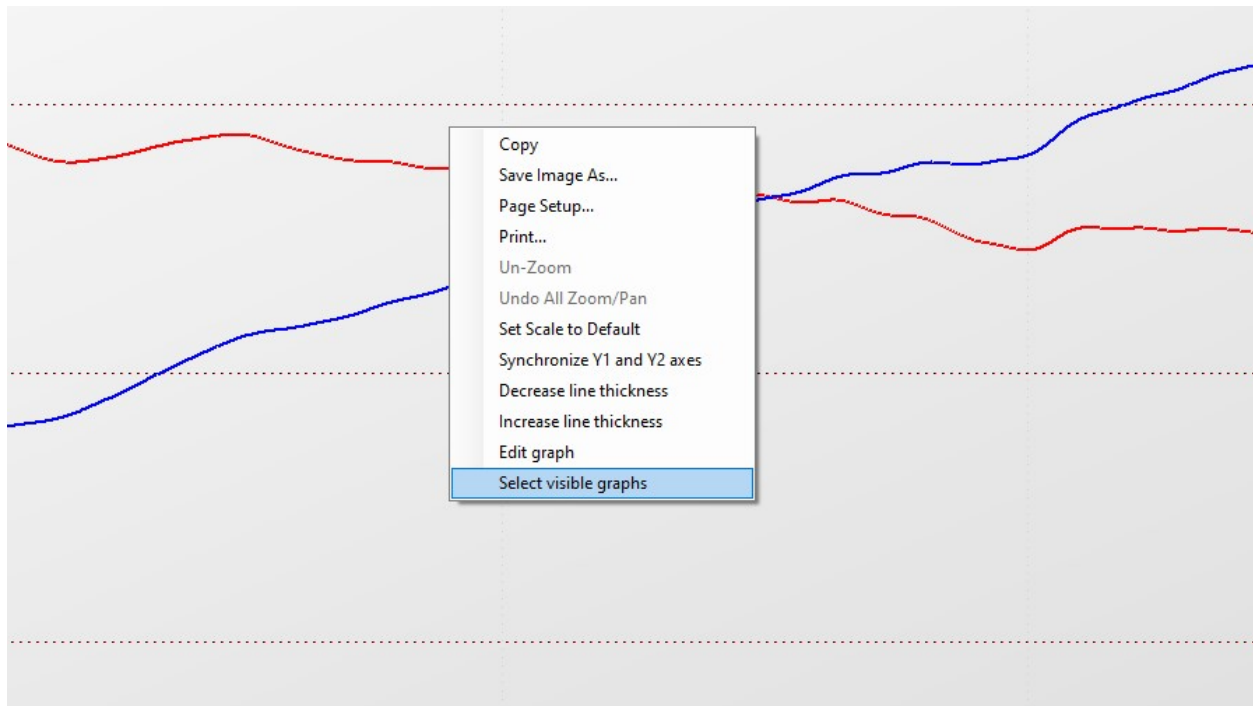 Copy
Save Image As...
Page Setup...
Print...
Un-Zoom
Undo All Zoom/Pan
Set Scale to Default
Synchronize Y1 and Y2 axes
Decrease line thickness
Increase line thickness
Edit graph
Select visible graphs